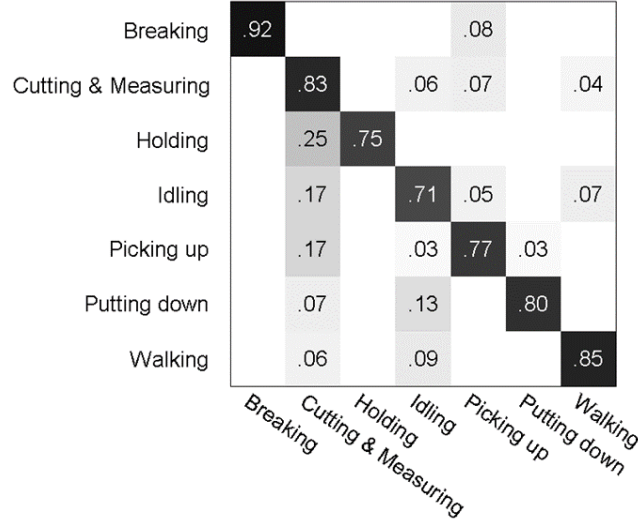 Breaking .92 .08
Cutting & Measuring .83 .06 .07 .04
Holding .25 .75
Idling .17 .71 .05 .07
Picking up .17 .03 .77 .03
Putting down .07 .13 .80
Walking .06 .09 .85
Breaking
Cutting & Measuring
Holding
Idling
Picking up
Putting down
Walking